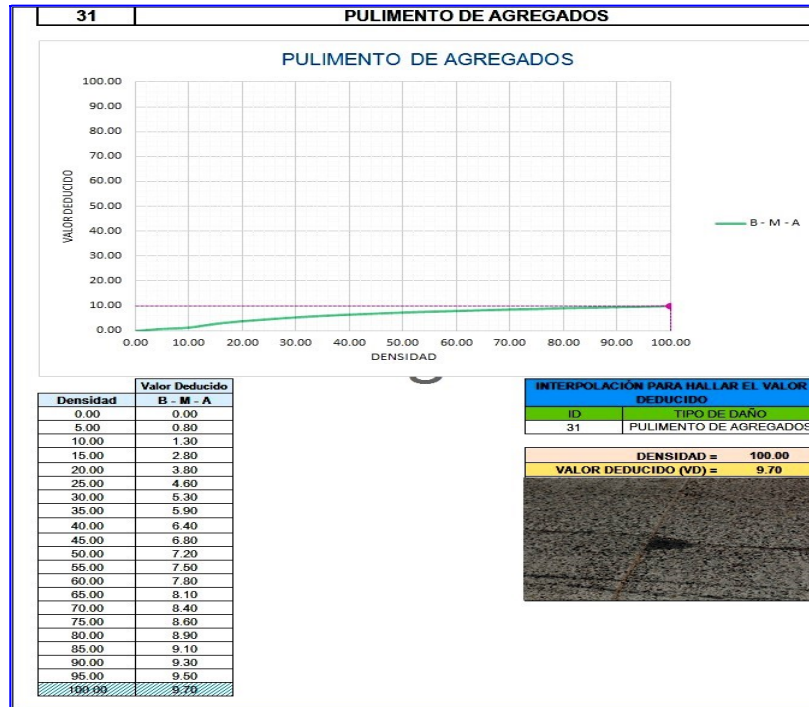 31 PULIMENTO DE AGREGADOS
PULIMENTO DE AGREGADOS
100.00
90.00
80.00
70.00
60.00
50.00
40.00
30.00
20.00
10.00
0.00
VALOR DEDUCIDO
0.00 10.00 20.00 30.00 40.00 50.00 60.00 70.00 80.00 90.00 100.00
DENSIDAD
B - M - A
Valor Deducido
Densidad B - M - A
0.00 0.00
5.00 0.80
10.00 1.30
15.00 2.80
20.00 3.80
25.00 4.60
30.00 5.30
35.00 5.90
40.00 6.40
45.00 6.80
50.00 7.20
55.00 7.50
60.00 7.80
65.00 8.10
70.00 8.40
75.00 8.60
80.00 8.90
85.00 9.10
90.00 9.30
95.00 9.50
100.00 9.70
INTERPOLACIÓN PARA HALLAR EL VALOR
DEDUCIDO
ID TIPO DE DAÑO
31 PULIMENTO DE AGREGADOS
DENSIDAD = 100.00
VALOR DEDUCIDO (VD) = 9.70